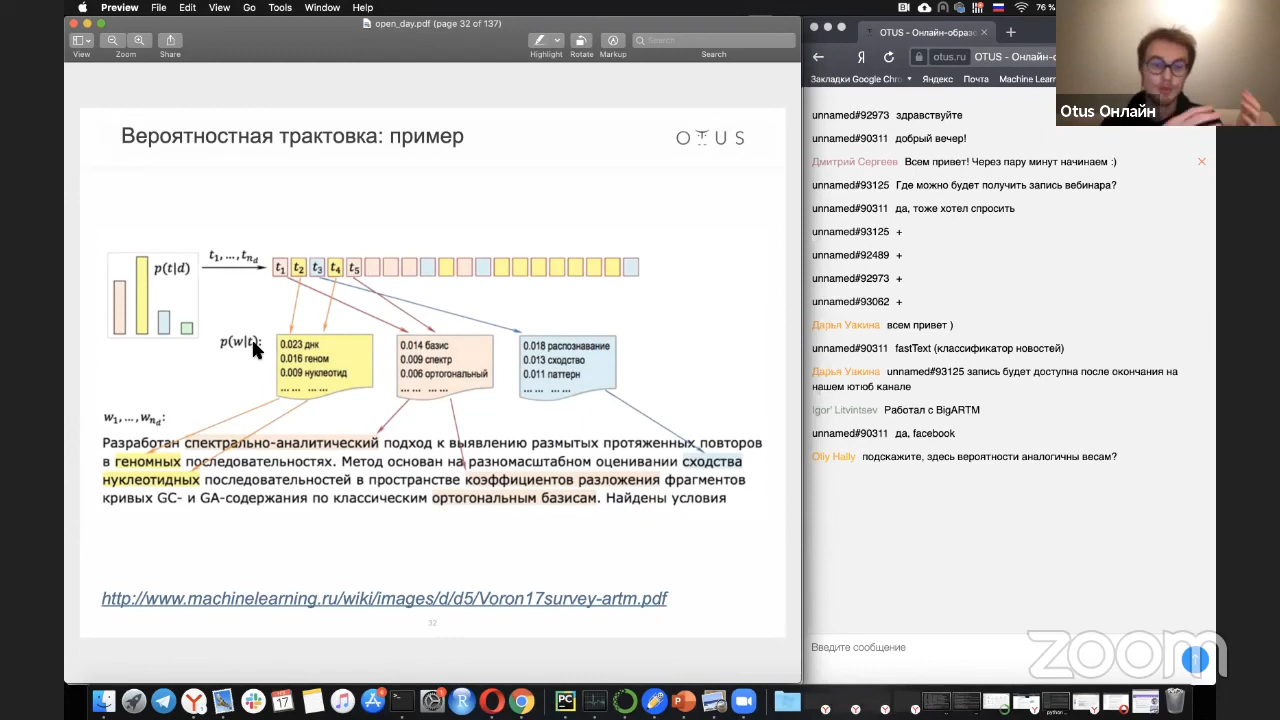 Preview File Edit View Go Tools Window Help
76 %
open_day.pdf (page 32 of 137)
View Zoom Share Highlight Rotate Markup Search
Search
OTUS - Онлайн-образо
otus.ru OTUS - Онлайн-о
Закладки Google Chro Яндекс Почта Machine Lear
Otus Онлайн
Вероятностная трактовка: пример
OTUS
p(t|d)
t1, …, tnd
t1 t2 t3 t4 t5
p(w|t):
0.023 днк
0.016 геном
0.009 нуклеотид
… … … …
0.014 базис
0.009 спектр
0.006 ортогональный
… … … …
0.018 распознавание
0.013 сходство
0.011 паттерн
… … … …
w1, …, wnd:
Разработан спектрально-аналитический подход к выявлению размытых протяженных повторов
в геномных последовательностях. Метод основан на разномасштабном оценивании сходства
нуклеотидных последовательностей в пространстве коэффициентов разложения фрагментов
кривых GC- и GA-содержания по классическим ортогональным базисам. Найдены условия
http://www.machinelearning.ru/wiki/images/d/d5/Voron17survey-artm.pdf
32
unnamed#92973 здравствуйте
unnamed#90311 добрый вечер!
Дмитрий Сергеев Всем привет! Через пару минут начинаем :)
unnamed#93125 Где можно будет получить запись вебинара?
unnamed#90311 да, тоже хотел спросить
unnamed#93125 +
unnamed#92489 +
unnamed#92973 +
unnamed#93062 +
Дарья Уакина всем привет )
unnamed#90311 fastText (классификатор новостей)
Дарья Уакина unnamed#93125 запись будет доступна после окончания на
нашем ютюб канале
Igor' Litvintsev Работал с BigARTM
unnamed#90311 да, facebook
Olly Hally подскажите, здесь вероятности аналогичны весам?
Введите сообщение
zoom